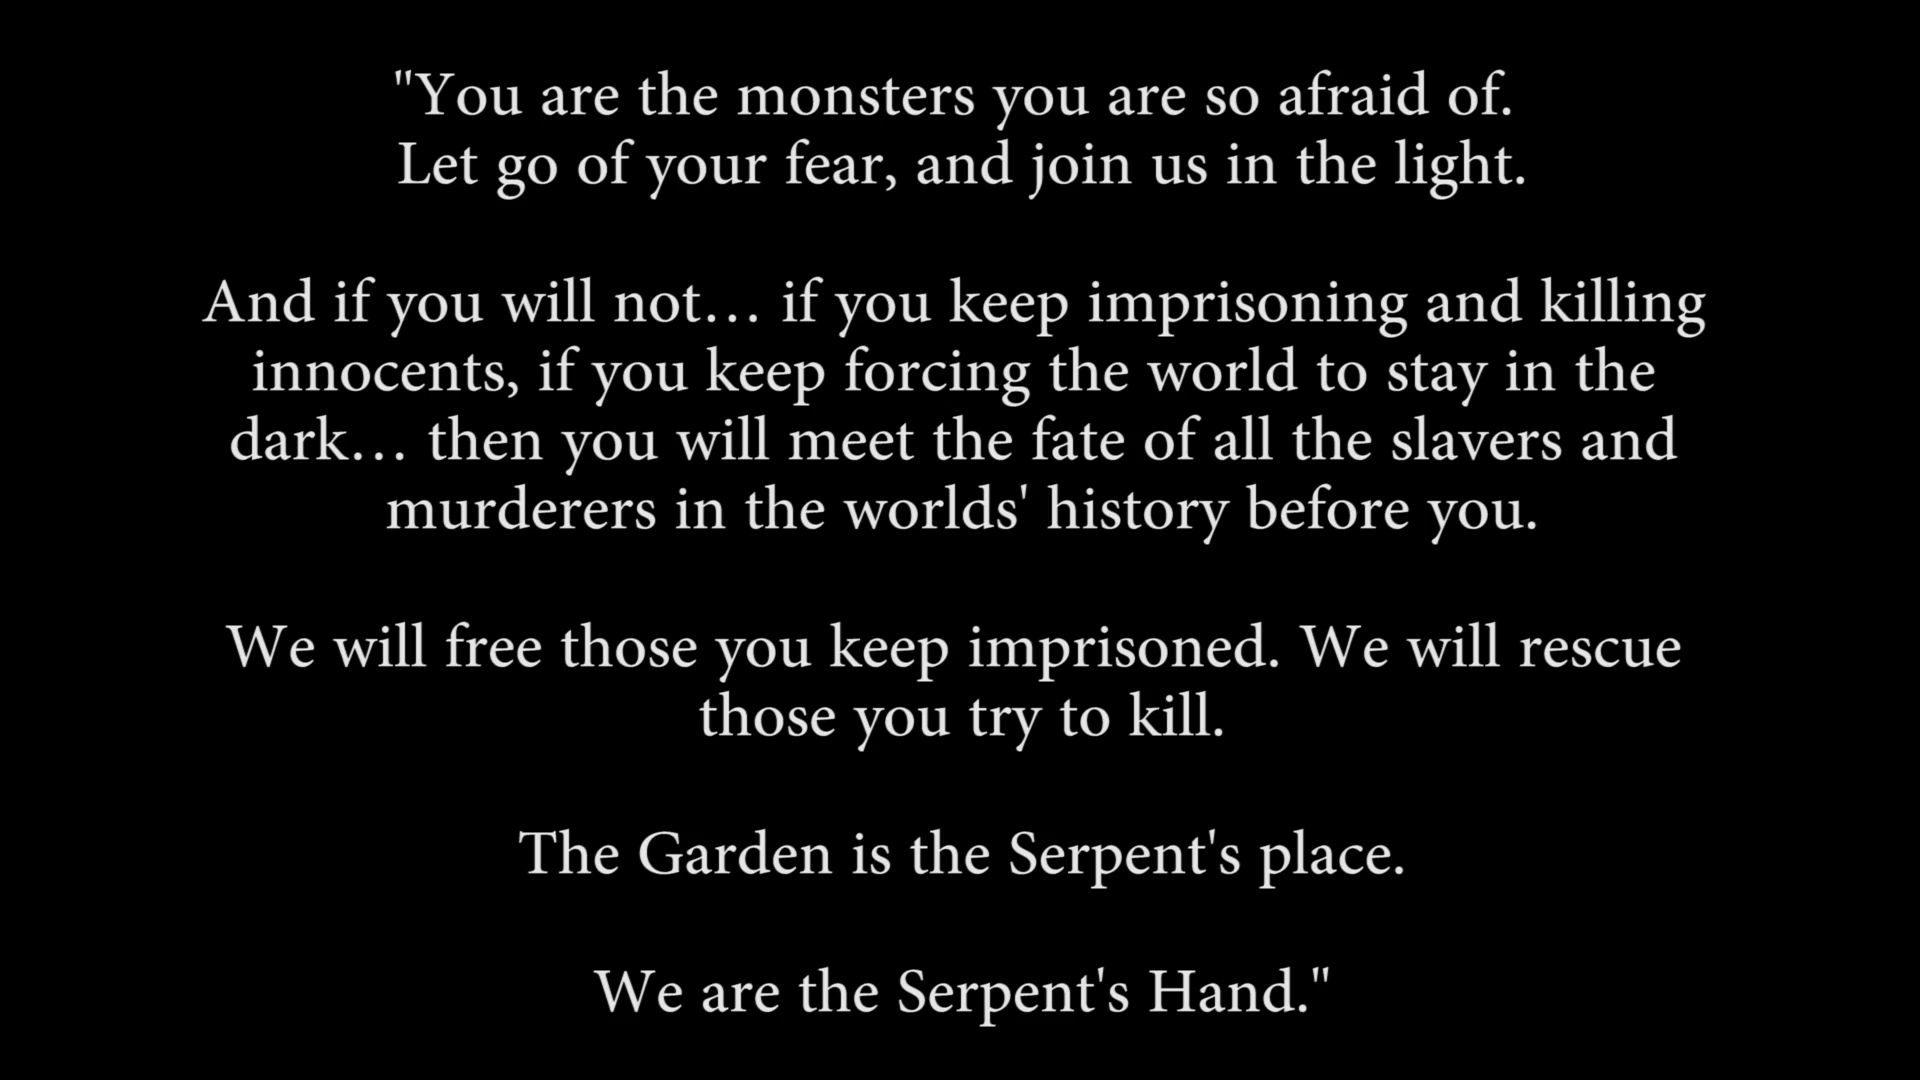 "You are the monsters you are so afraid of.
Let go of your fear, and join us in the light.
And if you will not… if you keep imprisoning and killing
innocents, if you keep forcing the world to stay in the
dark… then you will meet the fate of all the slavers and
murderers in the worlds' history before you.
We will free those you keep imprisoned. We will rescue
those you try to kill.
The Garden is the Serpent's place.
We are the Serpent's Hand."